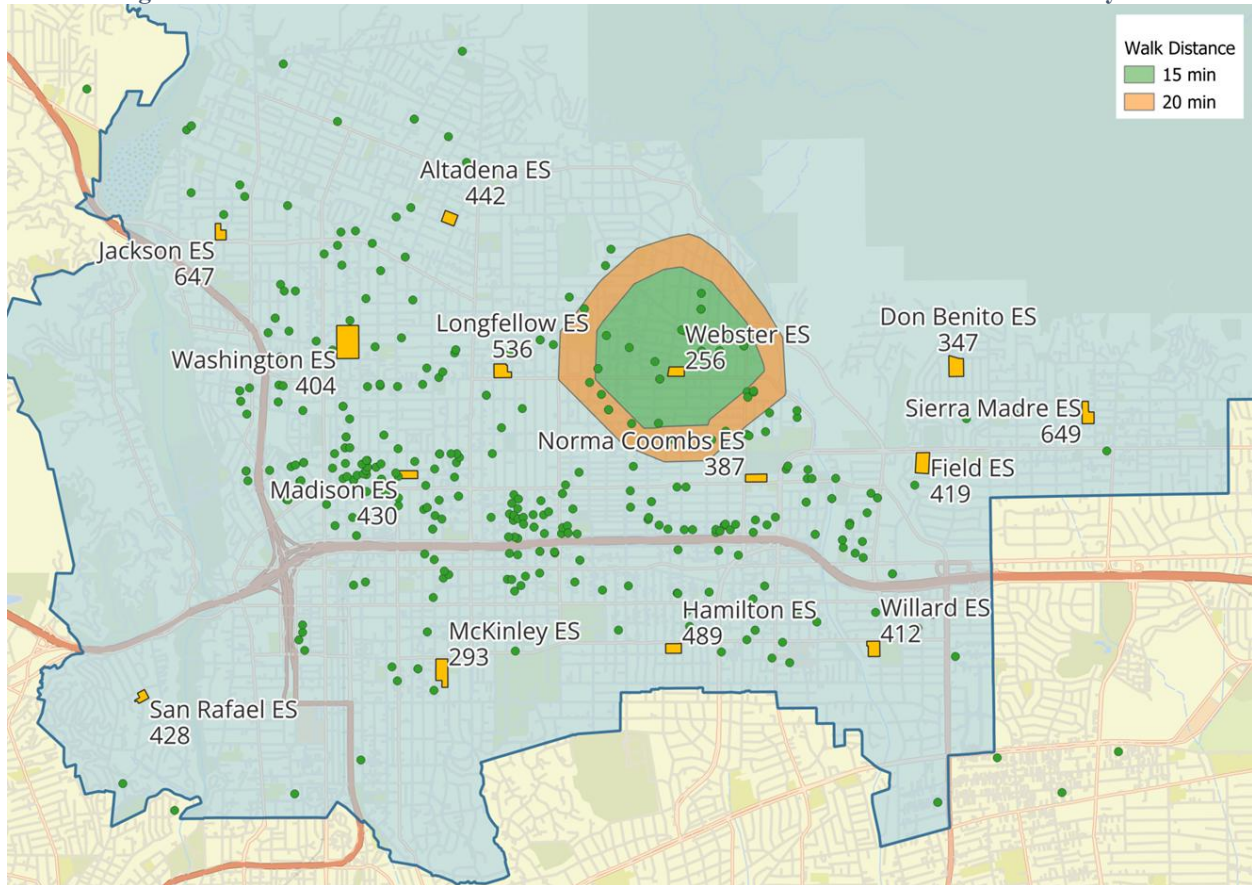 Walk Distance
15 min
20 min
Altadena ES
442
Jackson ES
647
Longfellow ES
536
Washington ES
404
Webster ES
256
Don Benito ES
347
Sierra Madre ES
649
Norma Coombs ES
387
Field ES
419
Madison ES
430
Hamilton ES
489
Willard ES
412
McKinley ES
293
San Rafael ES
428